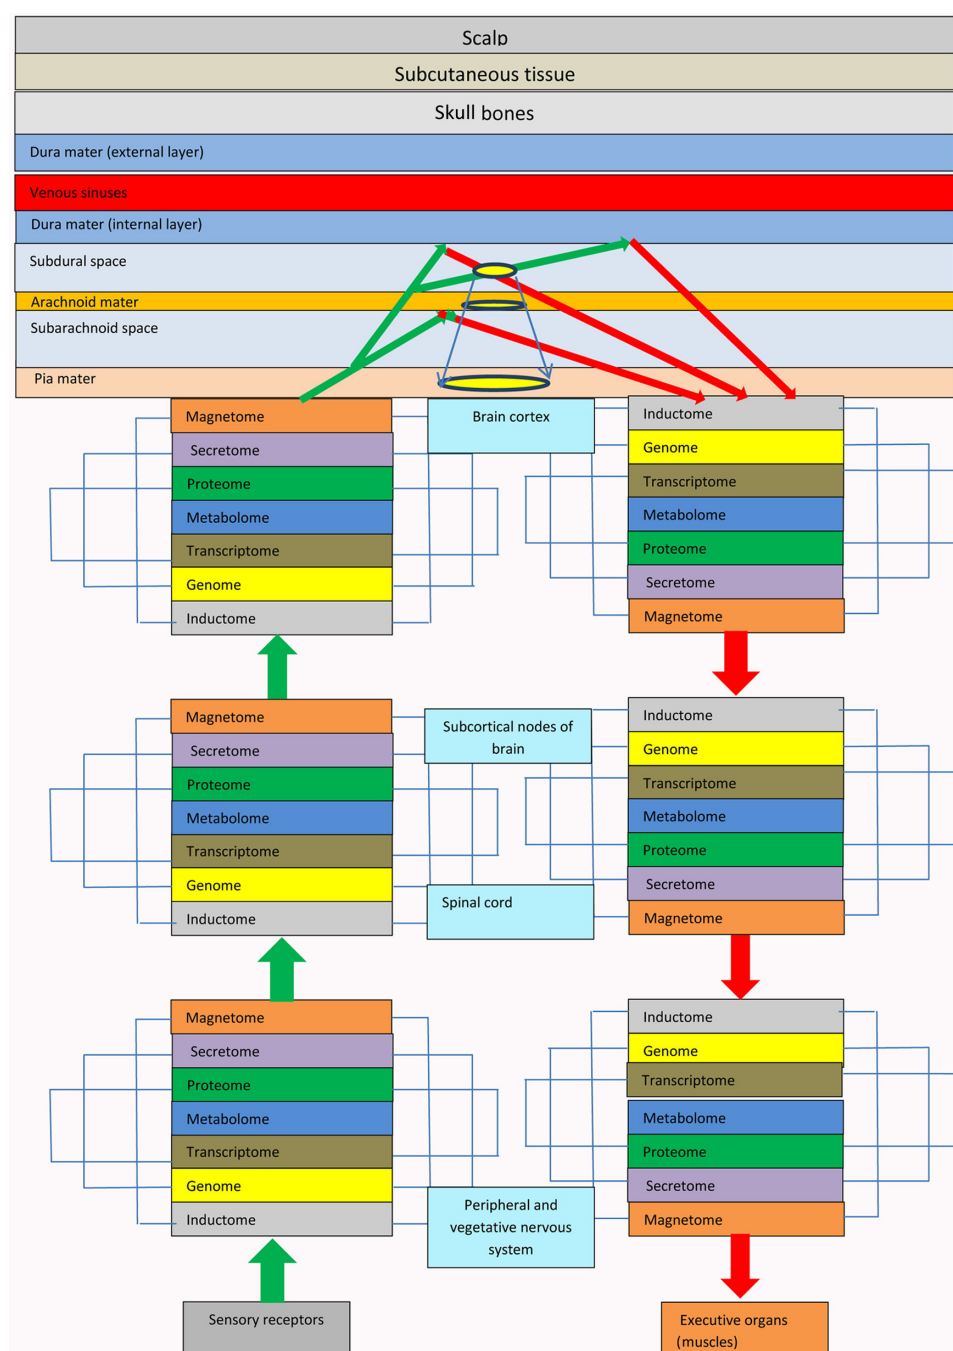 Scalp
Subcutaneous tissue
Skull bones
Dura mater (external layer)
Venous sinuses
Dura mater (internal layer)
Subdural space
Arachnoid mater
Subarachnoid space
Pia mater
Magnetome
Secretome
Proteome
Metabolome
Transcriptome
Genome
Inductome
Brain cortex
Inductome
Genome
Transcriptome
Metabolome
Proteome
Secretome
Magnetome
Magnetome
Secretome
Proteome
Metabolome
Transcriptome
Genome
Inductome
Subcortical nodes of
brain
Spinal cord
Inductome
Genome
Transcriptome
Metabolome
Proteome
Secretome
Magnetome
Magnetome
Secretome
Proteome
Metabolome
Transcriptome
Genome
Inductome
Peripheral and
vegetative nervous
system
Inductome
Genome
Transcriptome
Metabolome
Proteome
Secretome
Magnetome
Sensory receptors
Executive organs
(muscles)